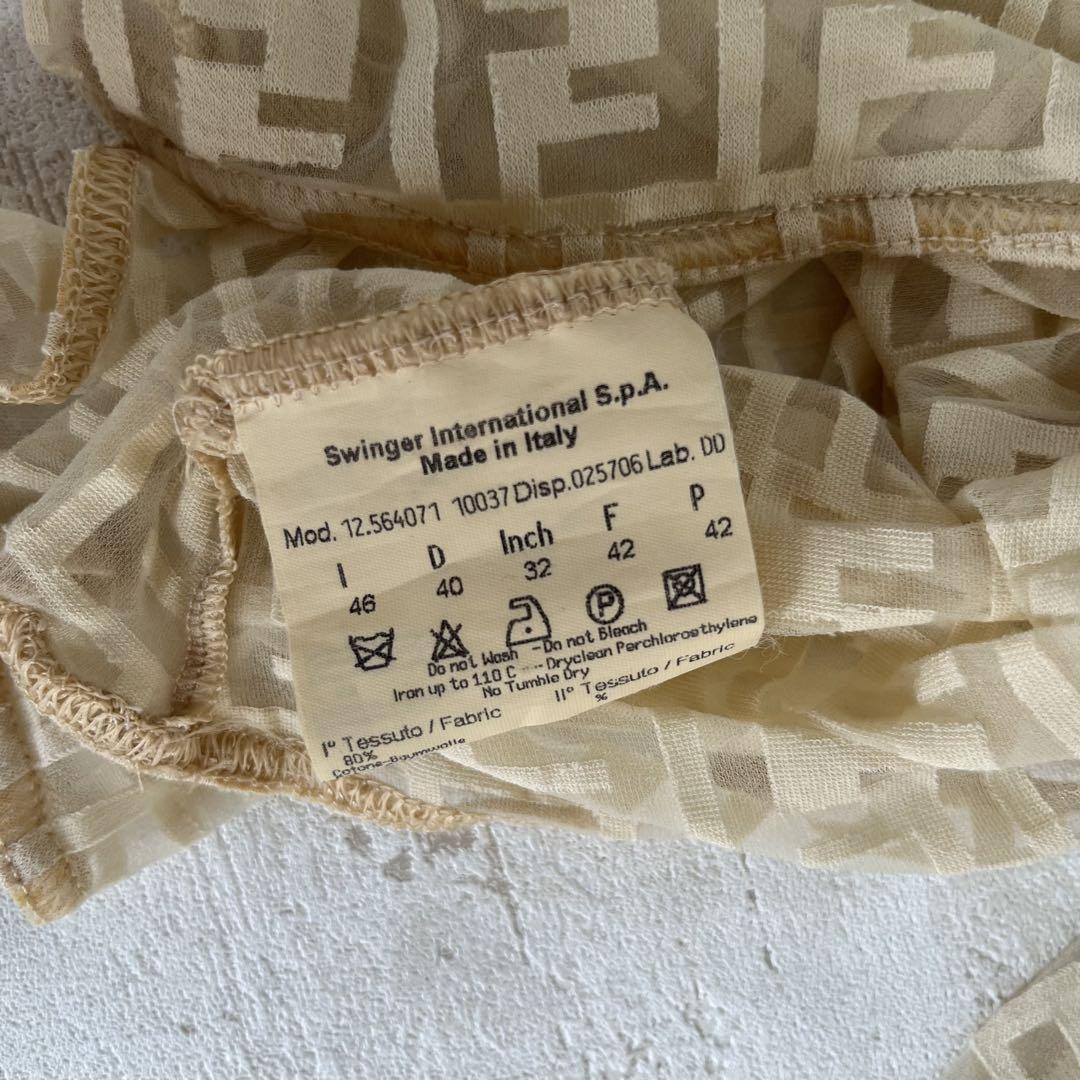 Swinger International S.p.A.
Made in Italy
Mod. 12.564071 10037 Disp.025706 Lab. DD
I D Inch F P
46 40 32 42 42
P
Do not Wash - Do not Bleach
Iron up to 110 C - Dryclean Perchloroethylene
No Tumble Dry
I° Tessuto / Fabric II° Tessuto / Fabric
80% %
Cotone-Baumwolle